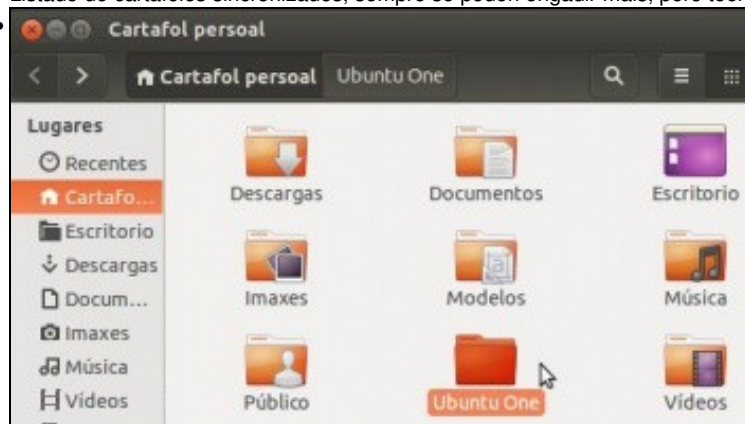 Cartafol persoal
Cartafol persoal Ubuntu One
Lugares
Recentes
Cartafo...
Escritorio
Descargas
Docum...
Imaxes
Música
Vídeos
Descargas Documentos Escritorio
Imaxes Modelos Música
Público Ubuntu One Vídeos